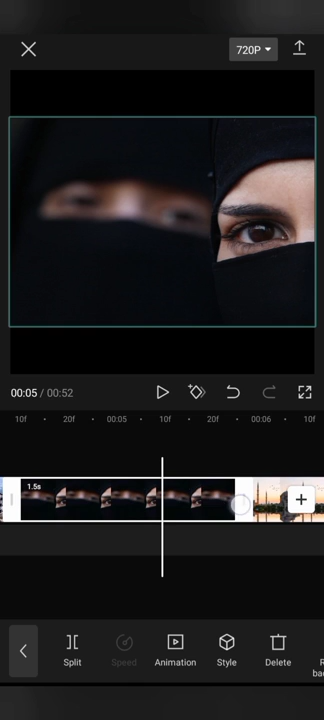 720P
00:05 / 00:52
10f 20f 00:05 10f 20f 00:06 10f
1.5s
Split Speed Animation Style Delete